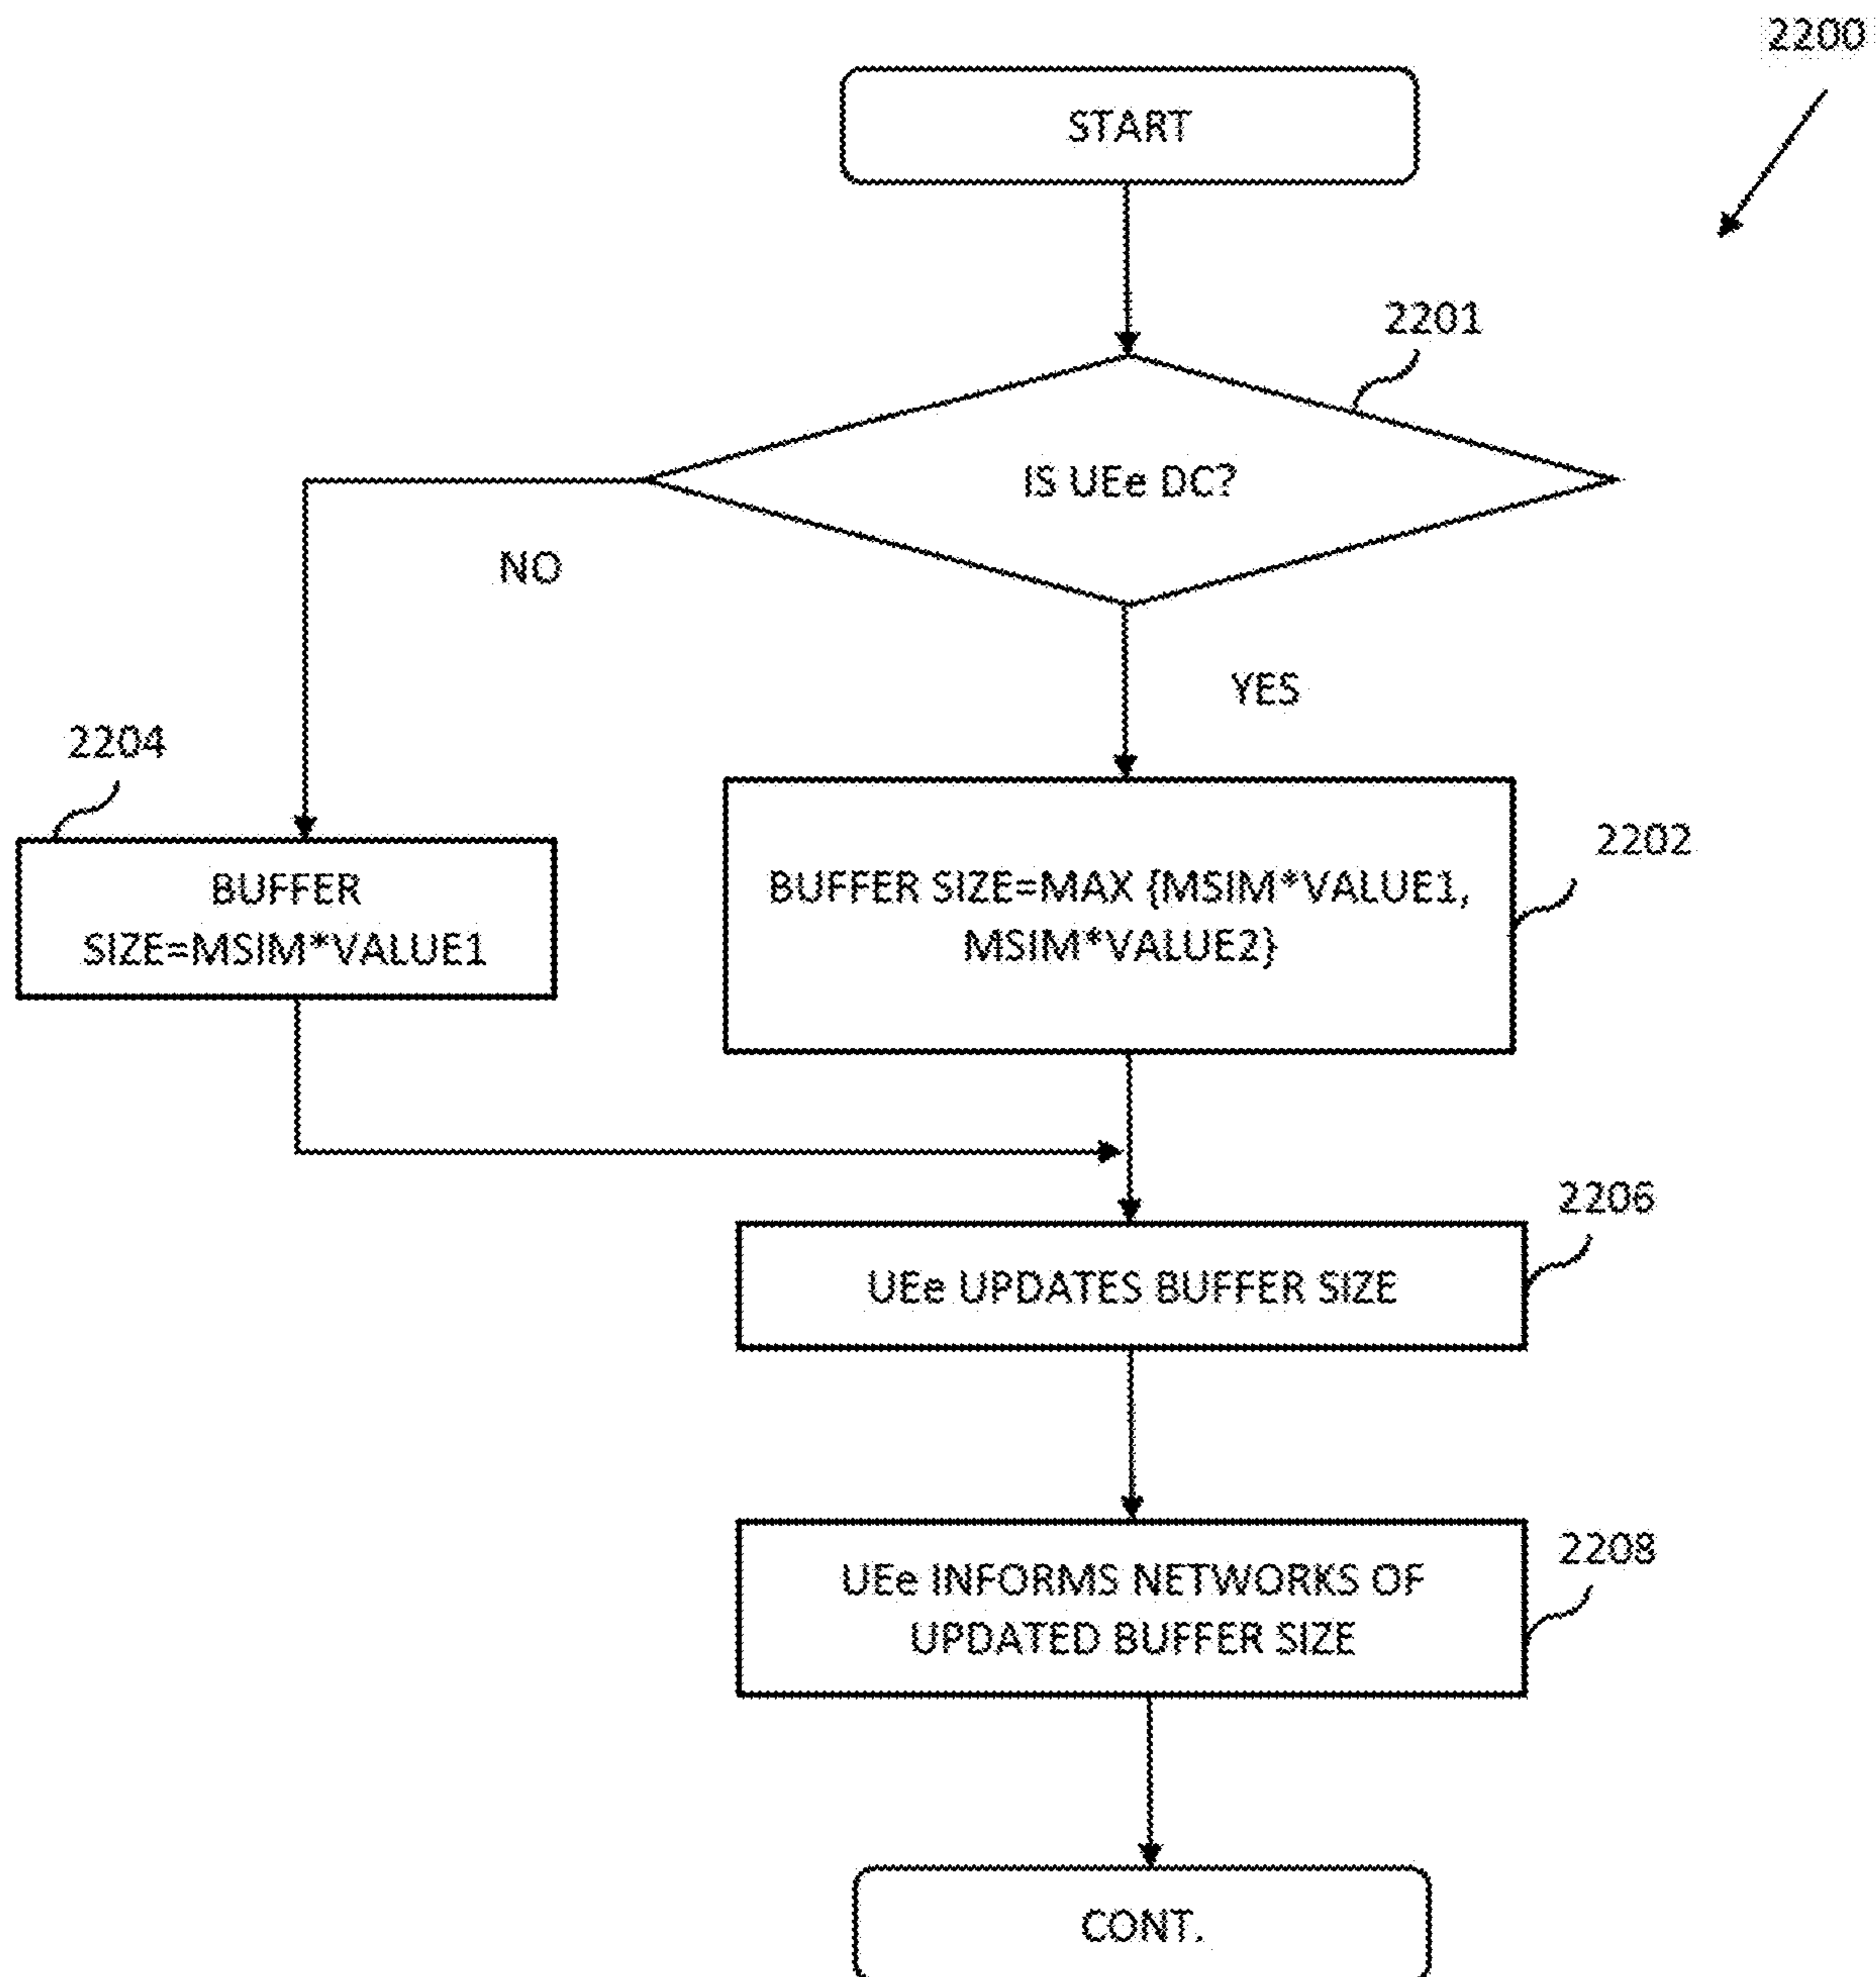 2200
START
2201
IS UEe DC?
NO
YES
2204
2202
BUFFER
SIZE=MSIM*VALUE1
BUFFER SIZE=MAX {MSIM*VALUE1,
MSIM*VALUE2}
2206
UEe UPDATES BUFFER SIZE
2208
UEe INFORMS NETWORKS OF
UPDATED BUFFER SIZE
CONT.